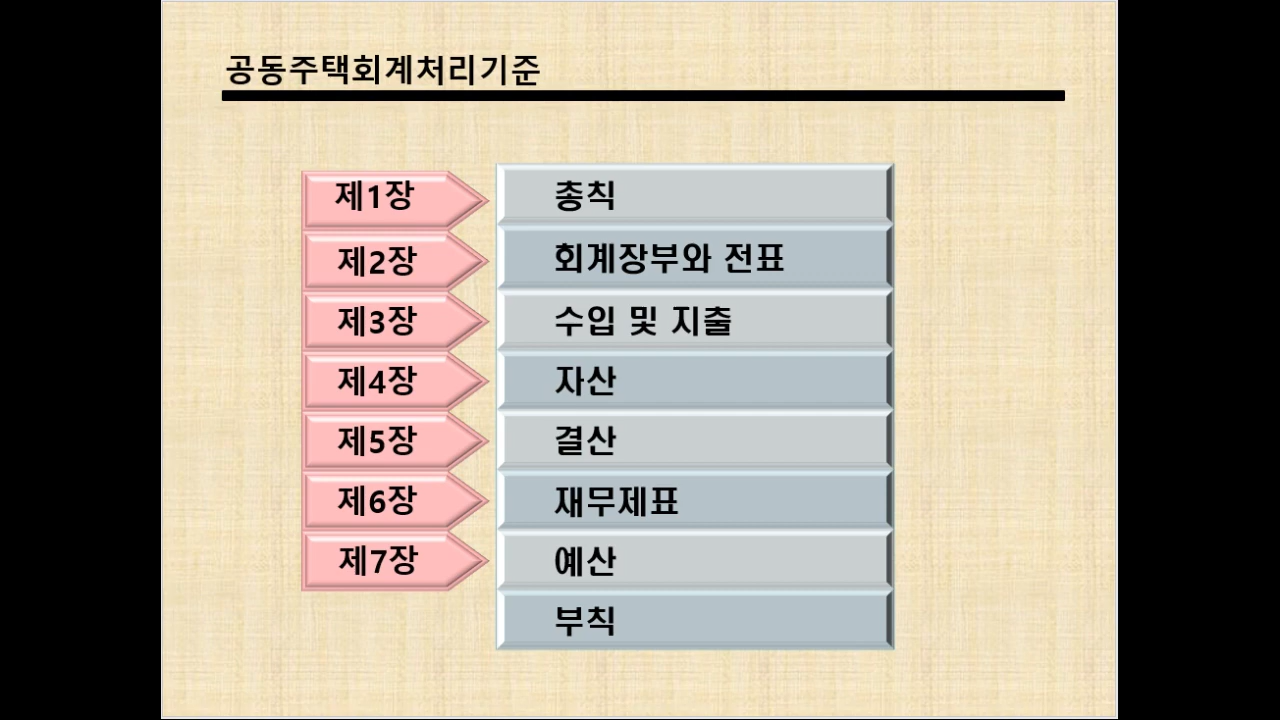 공동주택회계처리기준
제1장 총칙
제2장 회계장부와 전표
제3장 수입 및 지출
제4장 자산
제5장 결산
제6장 재무제표
제7장 예산
부칙